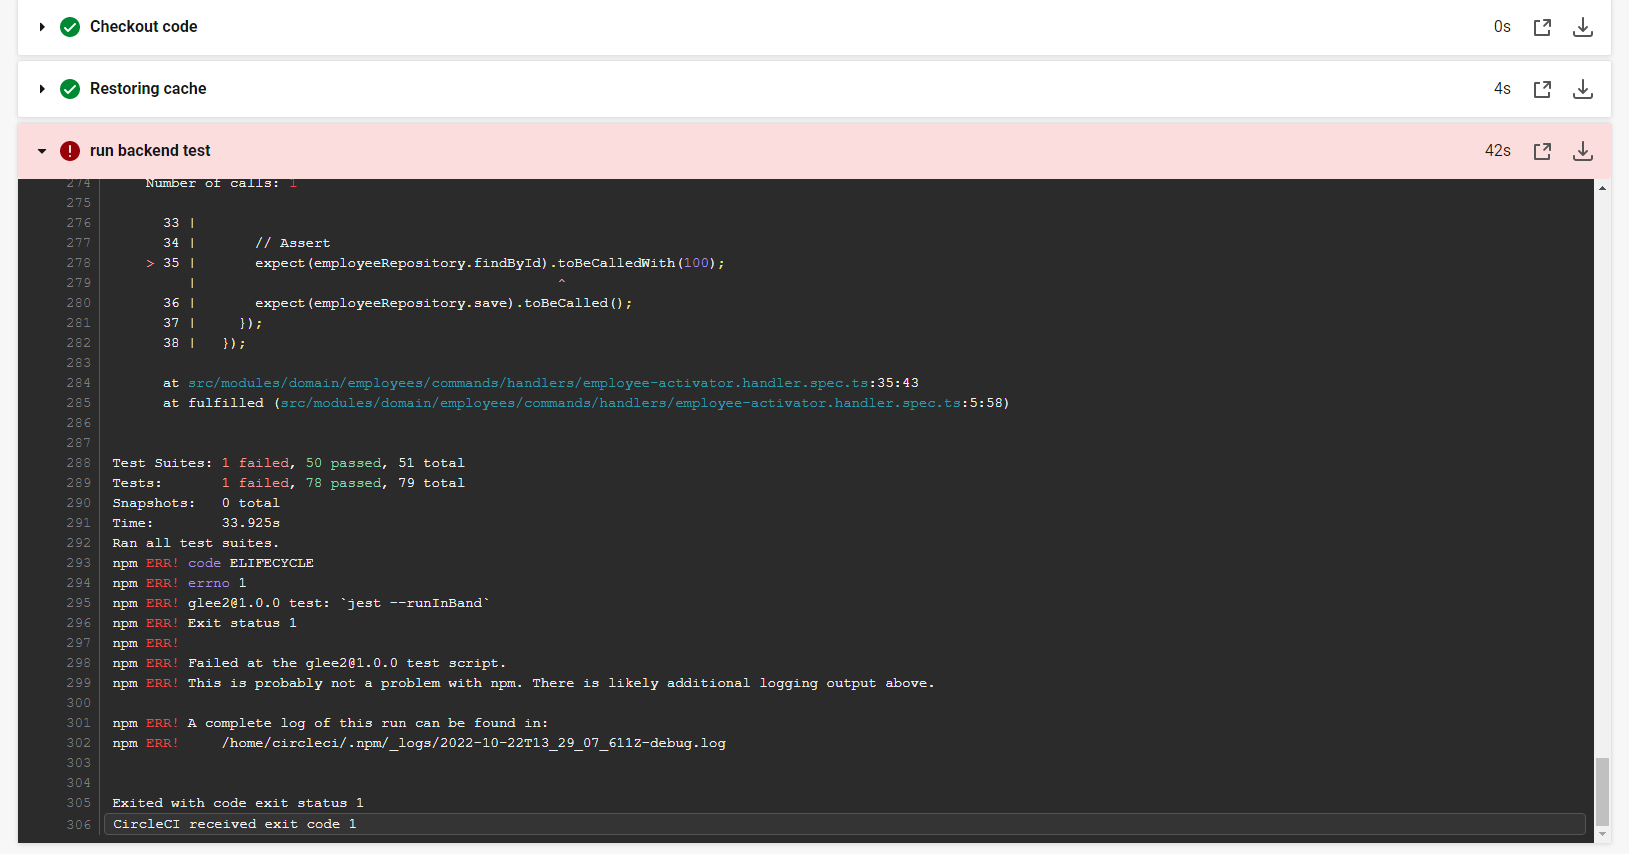 Checkout code 0s
Restoring cache 4s
run backend test 42s
274 Number of calls: 1
275
276 33 |
277 34 | // Assert
278 > 35 | expect(employeeRepository.findById).toBeCalledWith(100);
279 | ^
280 36 | expect(employeeRepository.save).toBeCalled();
281 37 | });
282 38 | });
283
284 at src/modules/domain/employees/commands/handlers/employee-activator.handler.spec.ts:35:43
285 at fulfilled (src/modules/domain/employees/commands/handlers/employee-activator.handler.spec.ts:5:58)
286
287
288 Test Suites: 1 failed, 50 passed, 51 total
289 Tests: 1 failed, 78 passed, 79 total
290 Snapshots: 0 total
291 Time: 33.925s
292 Ran all test suites.
293 npm ERR! code ELIFECYCLE
294 npm ERR! errno 1
295 npm ERR! glee2@1.0.0 test: `jest --runInBand`
296 npm ERR! Exit status 1
297 npm ERR!
298 npm ERR! Failed at the glee2@1.0.0 test script.
299 npm ERR! This is probably not a problem with npm. There is likely additional logging output above.
300
301 npm ERR! A complete log of this run can be found in:
302 npm ERR! /home/circleci/.npm/_logs/2022-10-22T13_29_07_611Z-debug.log
303
304
305 Exited with code exit status 1
306 CircleCI received exit code 1